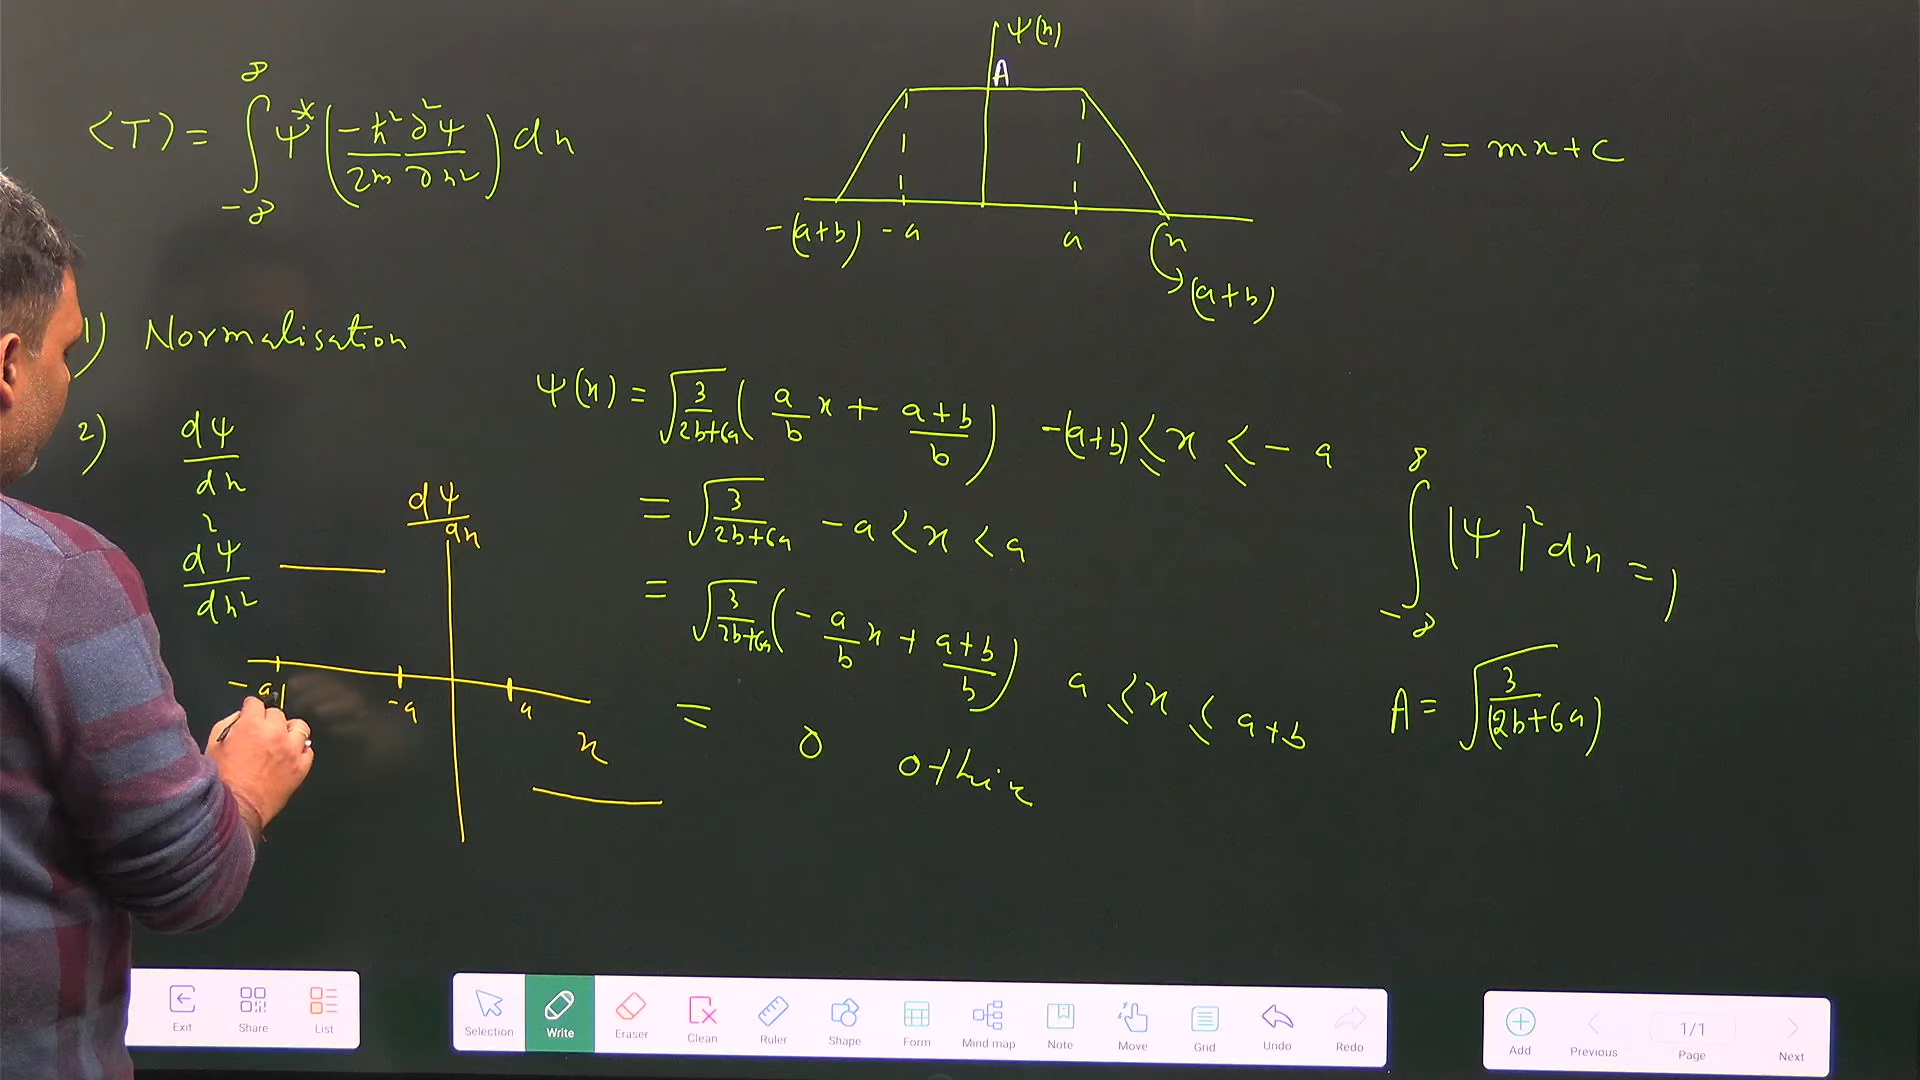 <T> = ∫_{-∞}^{∞} ψ* (-ħ²/2m ∂²ψ/∂x²) dx
ψ(x)
A
-(a+b) -a a x
(a+b)
y = mx+c
1) Normalisation
2) dψ/dx
d²ψ/dx²
dψ/dx
-a -a a
x
ψ(x) = √(3/(2b+6a)) (a/b x + (a+b)/b) -(a+b) ≤ x ≤ -a
= √(3/(2b+6a)) -a < x < a
= √(3/(2b+6a)) (-a/b x + (a+b)/b) a ≤ x ≤ a+b
= 0
∫_{-∞}^{∞} |ψ|² dx = 1
A = √(3/(2b+6a))
Exit Share List
Selection Write Eraser Clean Ruler Shape Form Mind map Note Move Grid Undo Redo
Add Previous 1/1 Page Next